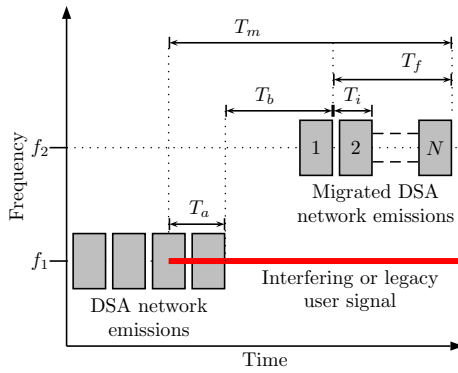 T_m
T_f
T_b
T_i
Frequency
f_2
1
2
N
Migrated DSA
network emissions
T_a
f_1
Interfering or legacy
user signal
DSA network
emissions
Time